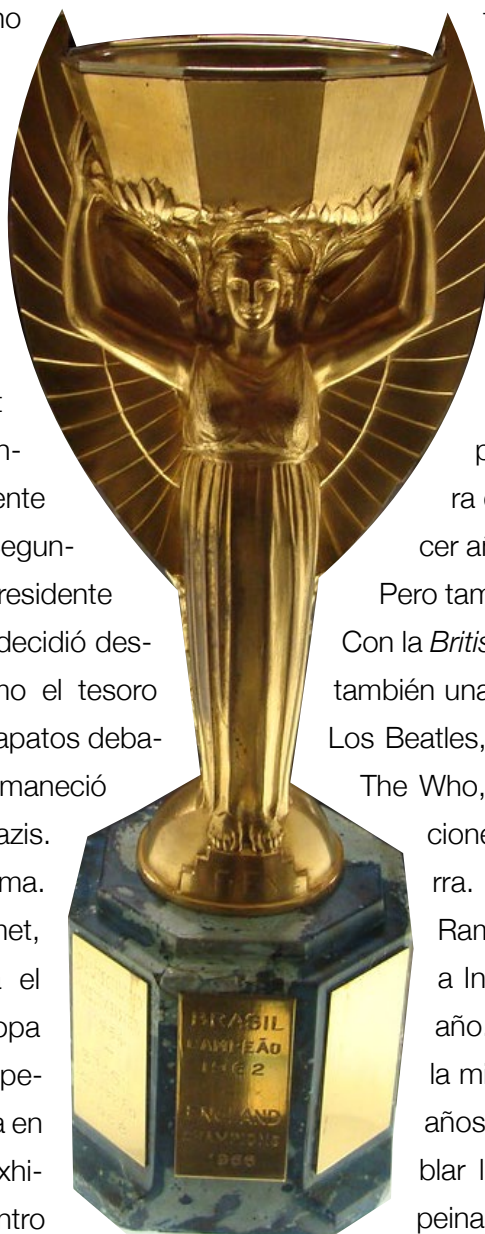 no
n-
ente
egun-
residente
decidió des-
no el tesoro
apatos deba-
maneció
azis.
ma.
net,
el
opa
pe-
a en
xhi-
ntro
BRASIL
CAMPEÃO
1962
ENGLAND
CHAMPIONS
1966
p
ra
cer añ
Pero tam
Con la Britis
también una
Los Beatles,
The Who,
cione
rra.
Ram
a In
año.
la mi
años
blar l
peina